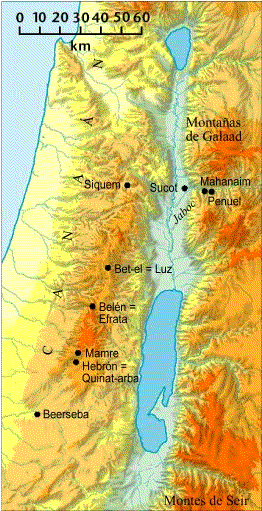 0 10 20 30 40 50 60
km
Montañas
de Galaad
Siquem
Sucot
Mahanaim
Penuel
Jaboc
Bet-el = Luz
Belén =
Efrata
Mamre
Hebrón =
Quiriat-arba
Beerseba
Montes de Seir
C A N A A N